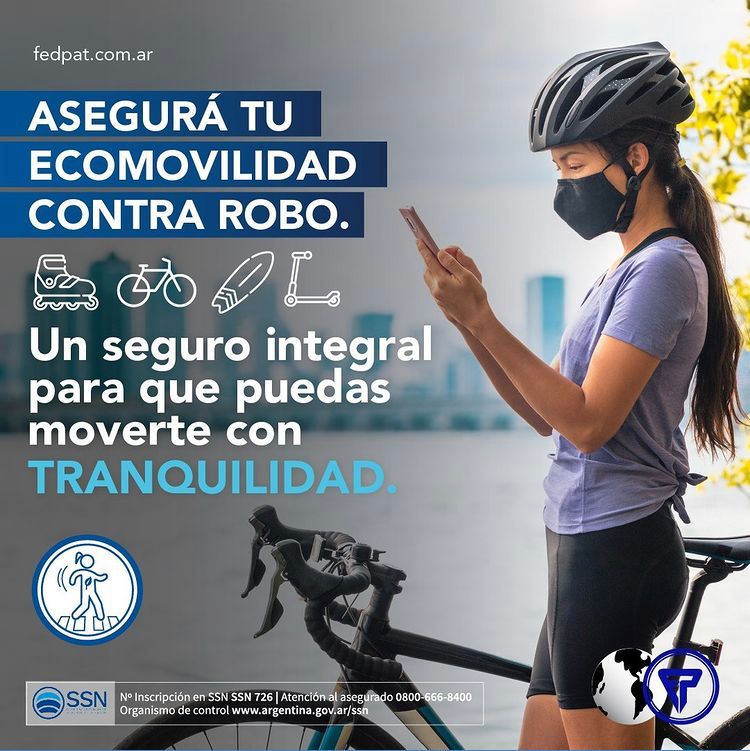 fedpat.com.ar
ASEGURÁ TU
ECOMOVILIDAD
CONTRA ROBO.
Un seguro integral
para que puedas
moverte con
TRANQUILIDAD.
SSN
Nº Inscripción en SSN SSN 726 | Atención al asegurado 0800-666-8400
Organismo de control www.argentina.gov.ar/ssn